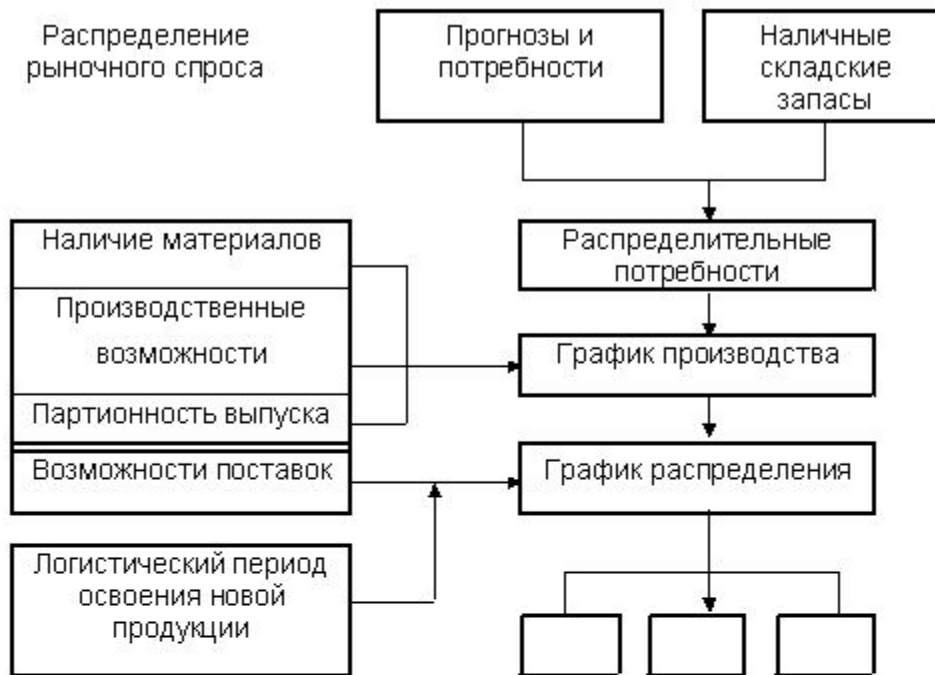 Распределение
рыночного спроса
Прогнозы и
потребности
Наличные
складские
запасы
Наличие материалов
Производственные
возможности
Партионность выпуска
Возможности поставок
Логистический период
освоения новой
продукции
Распределительные
потребности
График производства
График распределения